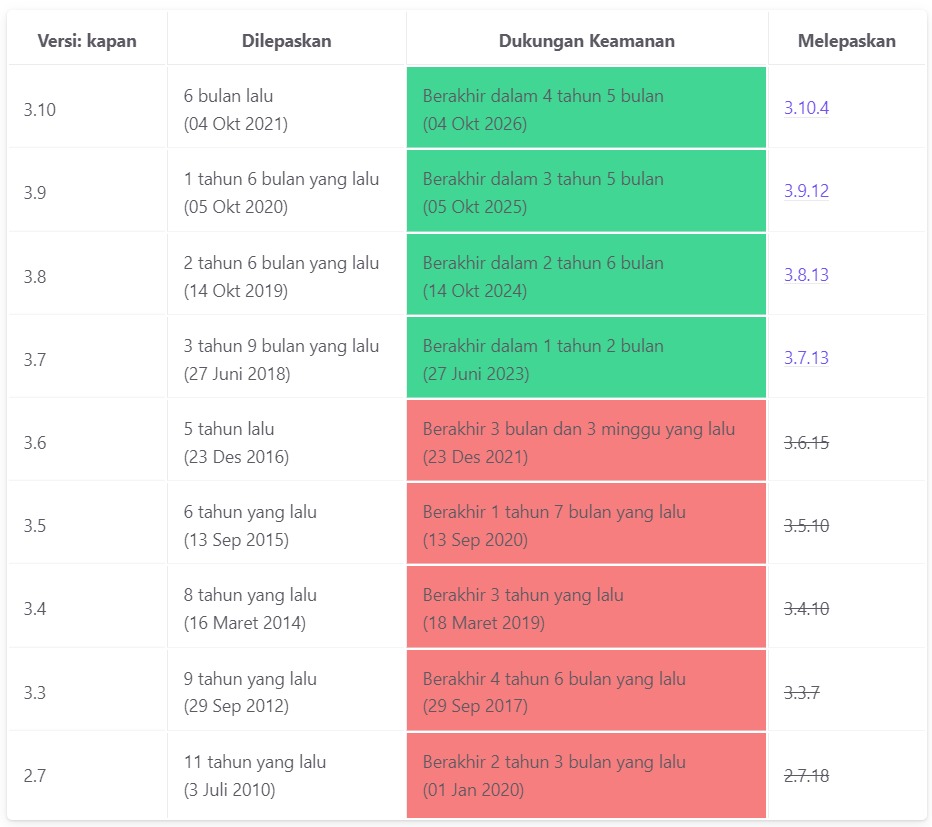 Versi: kapan Dilepaskan Dukungan Keamanan Melepaskan
3.10
6 bulan lalu
(04 Okt 2021)
Berakhir dalam 4 tahun 5 bulan
(04 Okt 2026)
3.10.4
3.9
1 tahun 6 bulan yang lalu
(05 Okt 2020)
Berakhir dalam 3 tahun 5 bulan
(05 Okt 2025)
3.9.12
3.8
2 tahun 6 bulan yang lalu
(14 Okt 2019)
Berakhir dalam 2 tahun 6 bulan
(14 Okt 2024)
3.8.13
3.7
3 tahun 9 bulan yang lalu
(27 Juni 2018)
Berakhir dalam 1 tahun 2 bulan
(27 Juni 2023)
3.7.13
3.6
5 tahun lalu
(23 Des 2016)
Berakhir 3 bulan dan 3 minggu yang lalu
(23 Des 2021)
3.6.15
3.5
6 tahun yang lalu
(13 Sep 2015)
Berakhir 1 tahun 7 bulan yang lalu
(13 Sep 2020)
3.5.10
3.4
8 tahun yang lalu
(16 Maret 2014)
Berakhir 3 tahun yang lalu
(18 Maret 2019)
3.4.10
3.3
9 tahun yang lalu
(29 Sep 2012)
Berakhir 4 tahun 6 bulan yang lalu
(29 Sep 2017)
3.3.7
2.7
11 tahun yang lalu
(3 Juli 2010)
Berakhir 2 tahun 3 bulan yang lalu
(01 Jan 2020)
2.7.18